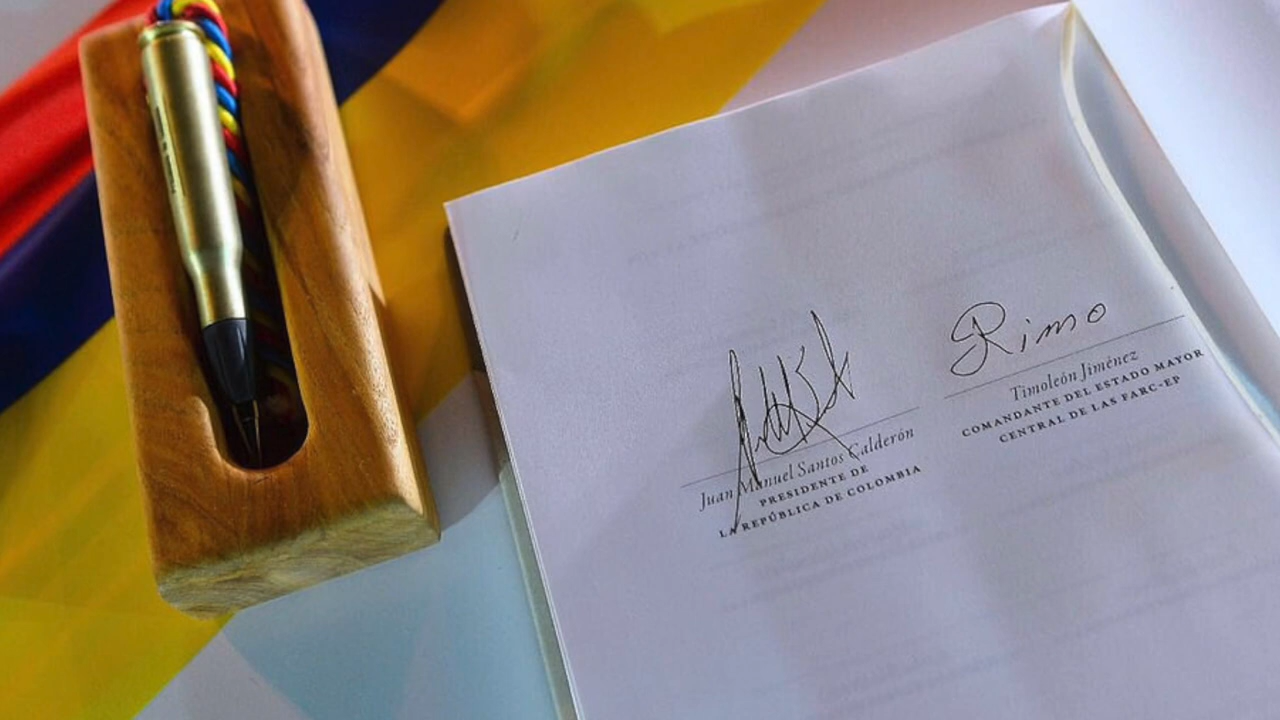 Rimo
Timoleón Jiménez
COMANDANTE DEL ESTADO MAYOR
CENTRAL DE LAS FARC-EP
Juan Manuel Santos Calderón
PRESIDENTE DE
LA REPÚBLICA DE COLOMBIA